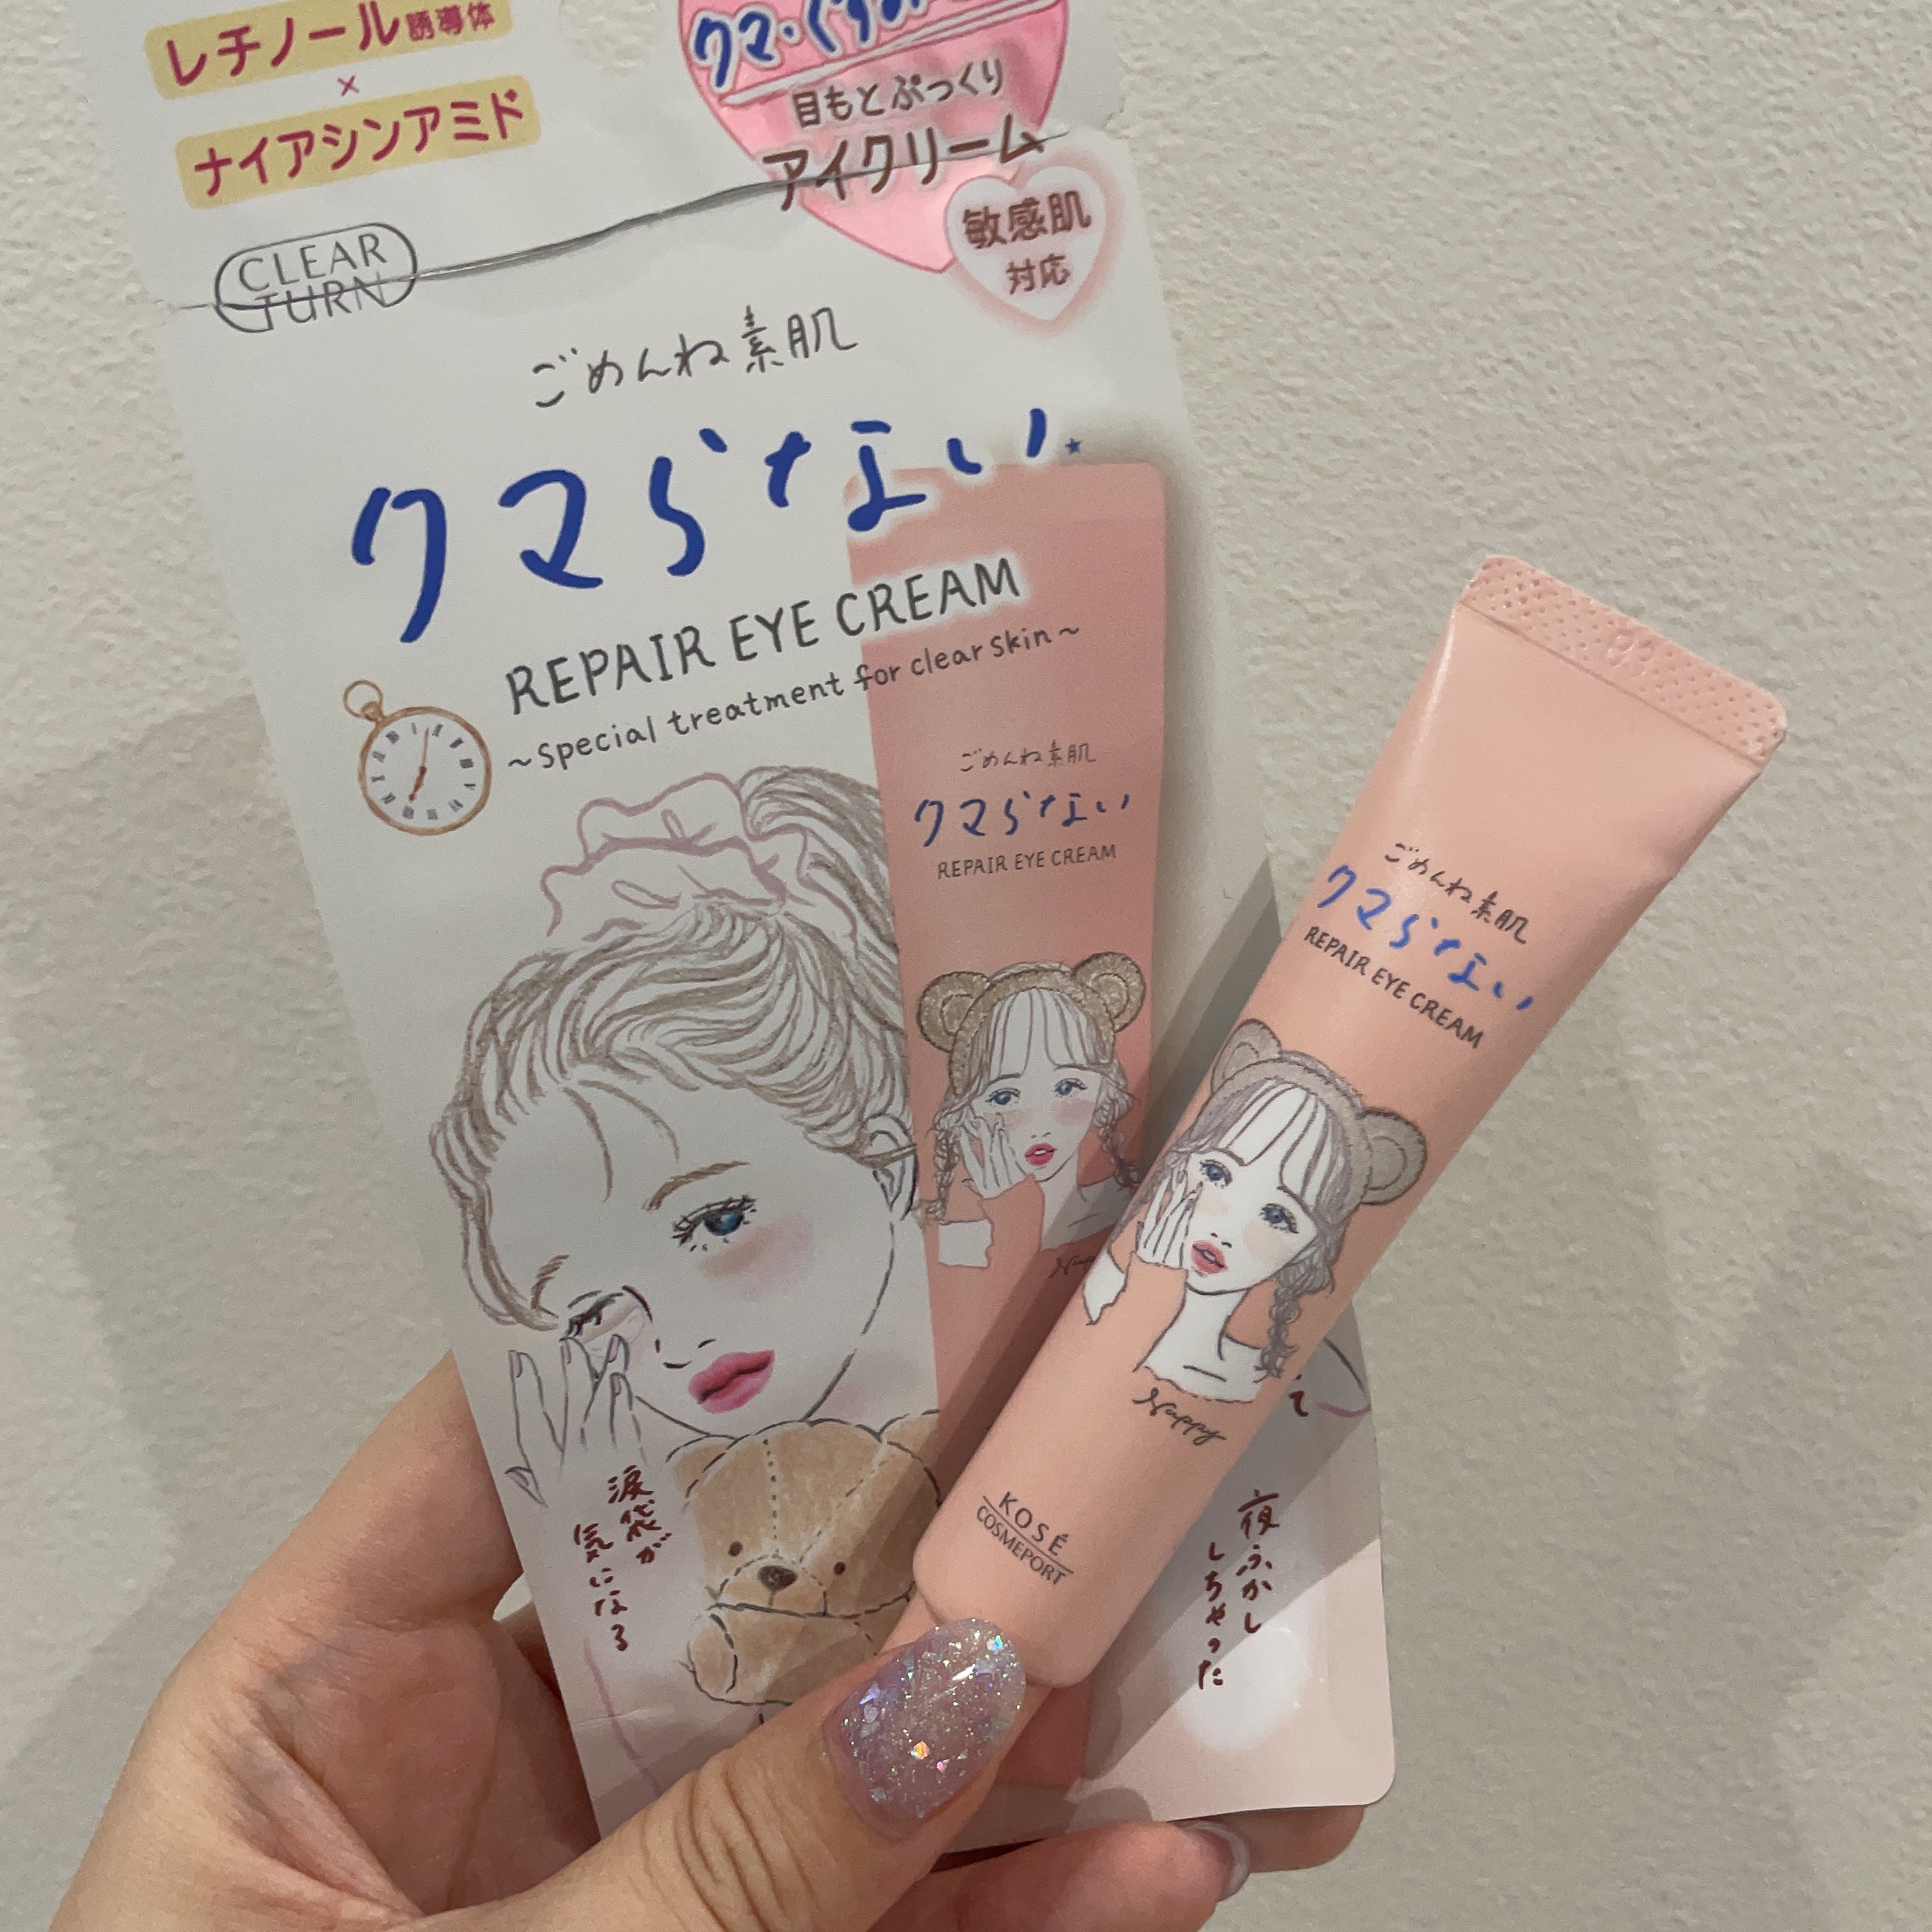 レチノール誘導体
×
ナイアシンアミド
クマ・くすみ
目もとぷっくり
アイクリーム
敏感肌
対応
CLEAR
TURN
ごめんね素肌
クマらない
REPAIR EYE CREAM
~special treatment for clear skin~
ごめんね素肌
クマらない
REPAIR EYE CREAM
ごめんね素肌
クマらない
REPAIR EYE CREAM
Nappy
KOSÉ
COSMEPORT
涙袋が
気になる
夜ふかし
しちゃった